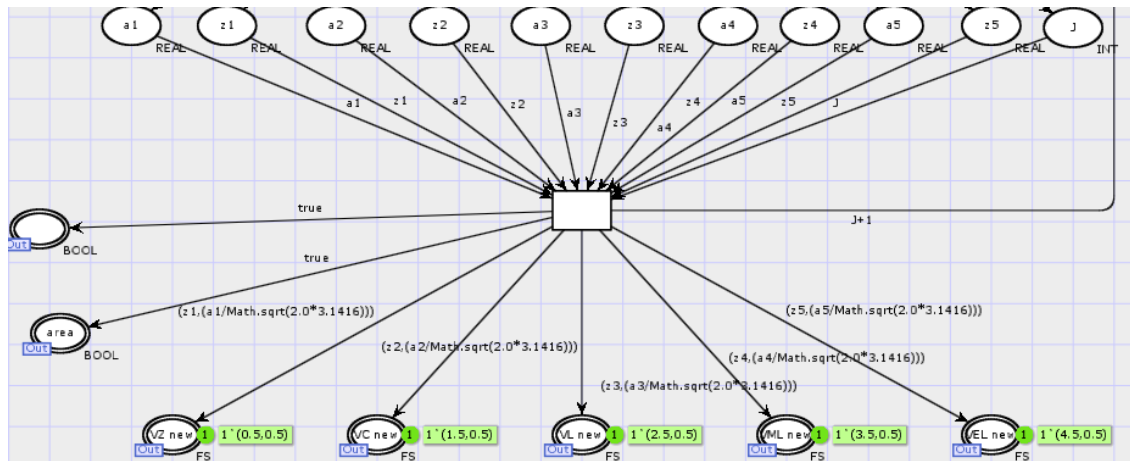 a1
z1
a2
z2
a3
z3
a4
z4
a5
z5
J
REAL
REAL
REAL
REAL
REAL
REAL
REAL
REAL
REAL
REAL
INT
a1
z1
a2
z2
a3
z3
a4
z4
a5
z5
J
true
J+1
Out
BOOL
true
area
Out
BOOL
(z1,(a1/Math.sqrt(2.0*3.1416)))
(z5,(a5/Math.sqrt(2.0*3.1416)))
(z2,(a2/Math.sqrt(2.0*3.1416)))
(z4,(a4/Math.sqrt(2.0*3.1416)))
(z3,(a3/Math.sqrt(2.0*3.1416)))
VZ new
1
1`(0.5,0.5)
Out
FS
VC new
1
1`(1.5,0.5)
Out
FS
VL new
1
1`(2.5,0.5)
Out
FS
VML new
1
1`(3.5,0.5)
Out
FS
VEL new
1
1`(4.5,0.5)
Out
FS